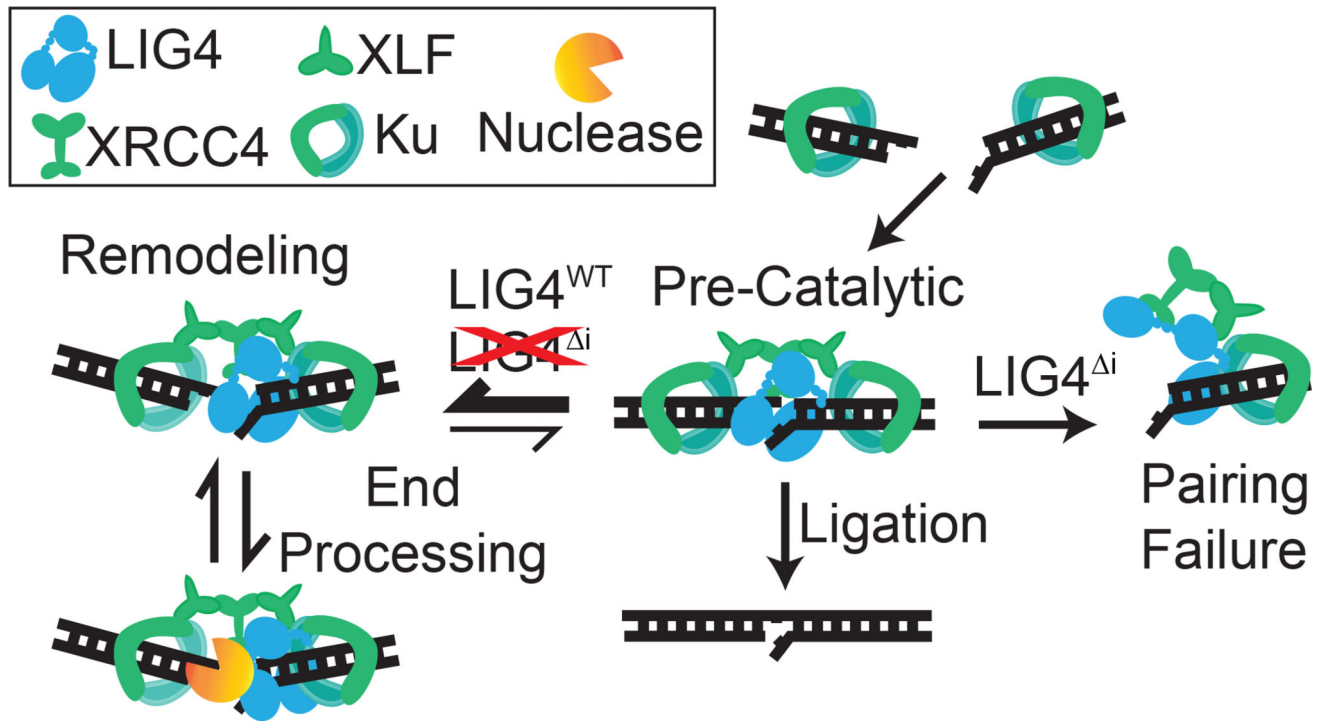 LIG4
XLF
XRCC4
Ku
Nuclease
Remodeling
LIG4WT
LIG4Δi
Pre-Catalytic
LIG4Δi
Pairing
Failure
End
Processing
Ligation